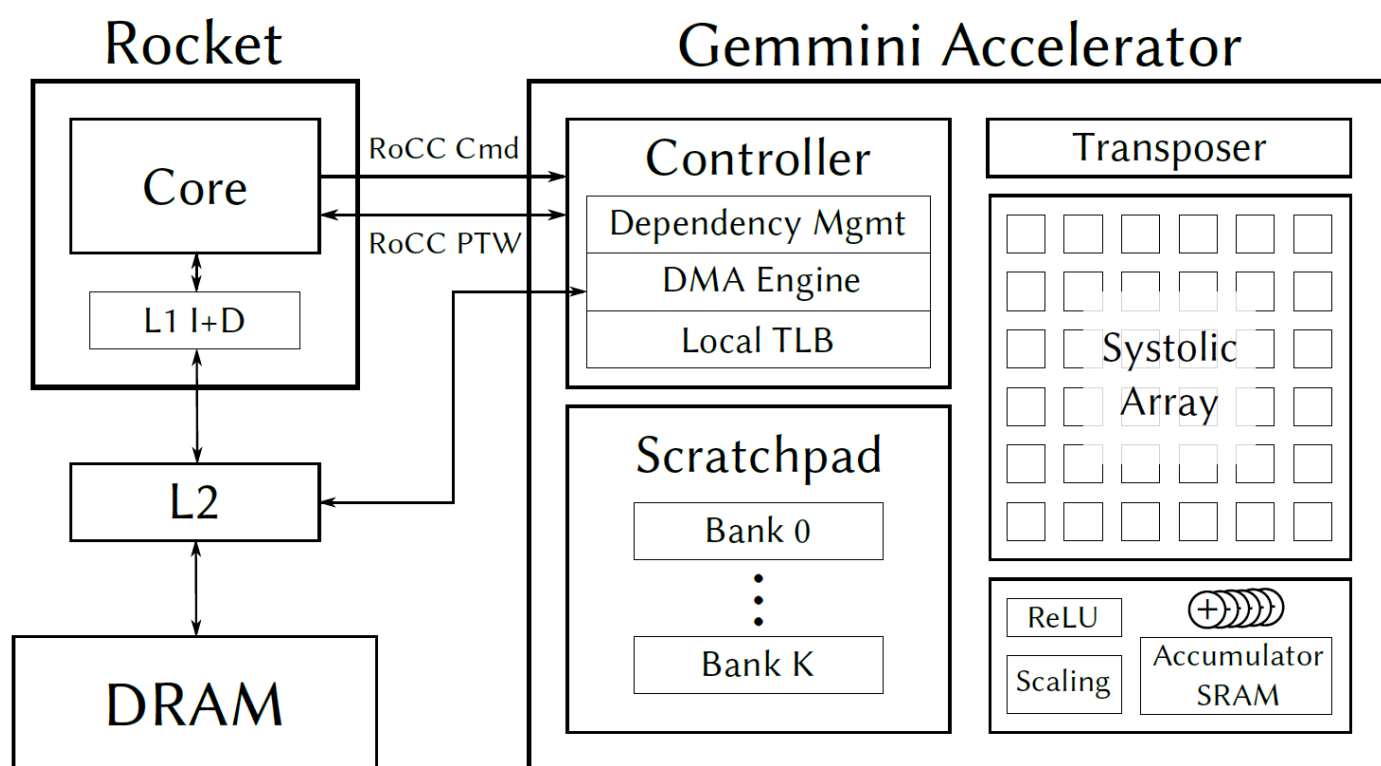 Rocket
Gemmini Accelerator
Core
RoCC Cmd
RoCC PTW
L1 I+D
L2
DRAM
Controller
Dependency Mgmt
DMA Engine
Local TLB
Scratchpad
Bank 0
Bank K
Transposer
Systolic
Array
ReLU
Scaling
+
Accumulator
SRAM